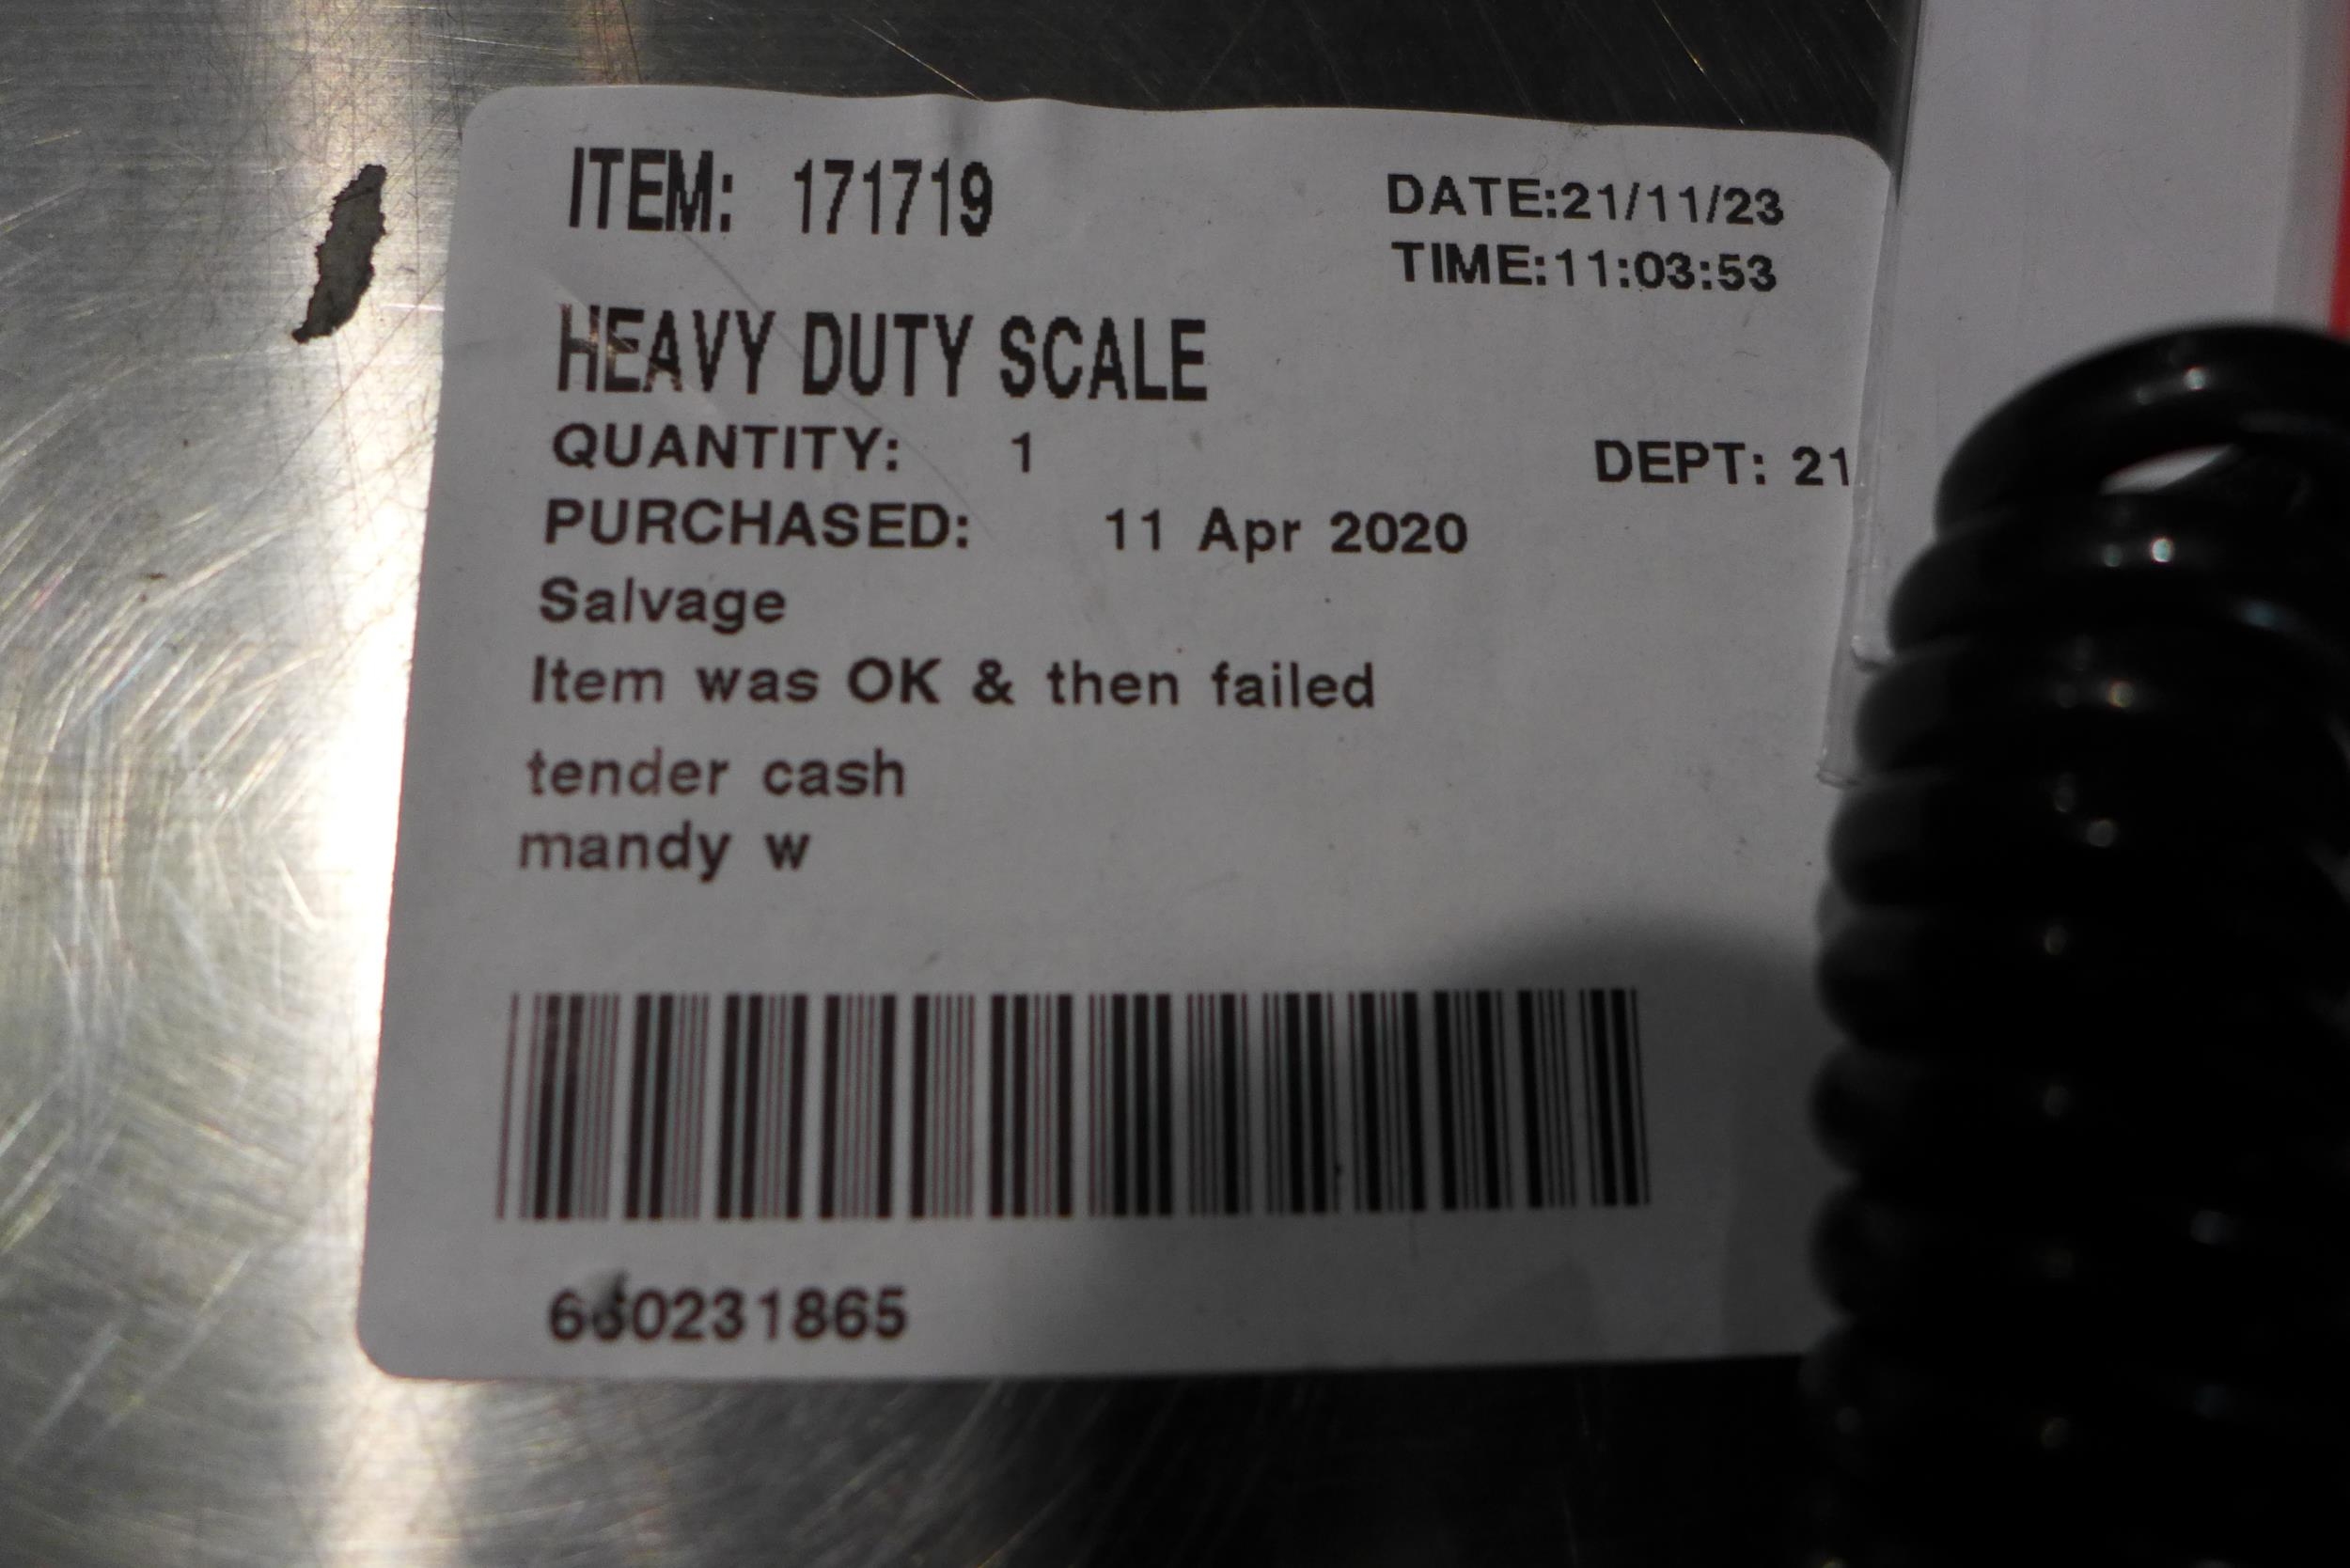 ITEM: 171719
DATE:21/11/23
TIME:11:03:53
HEAVY DUTY SCALE
QUANTITY: 1
DEPT: 21
PURCHASED: 11 Apr 2020
Salvage
Item was OK & then failed
tender cash
mandy w